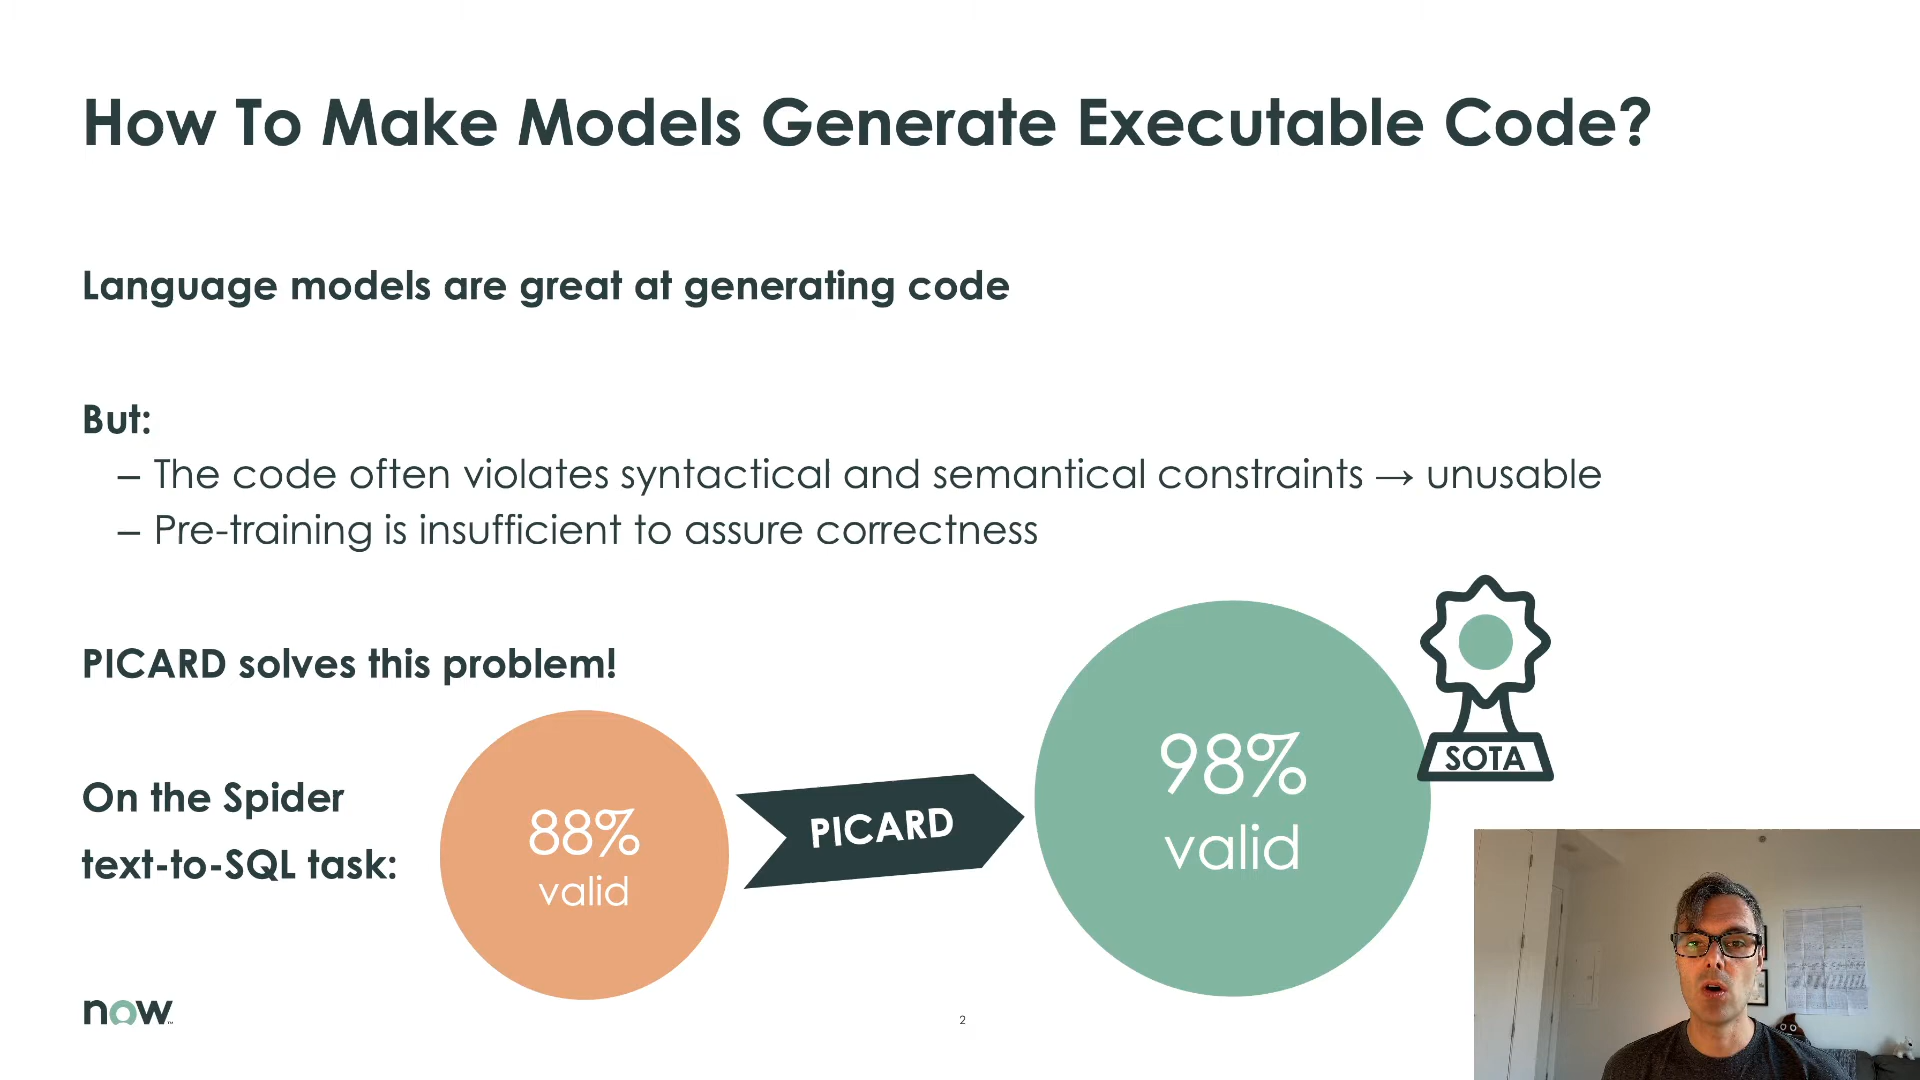 How To Make Models Generate Executable Code?
Language models are great at generating code
But:
– The code often violates syntactical and semantical constraints → unusable
– Pre-training is insufficient to assure correctness
PICARD solves this problem!
On the Spider
text-to-SQL task:
88%
valid
PICARD
98%
valid
SOTA
now
2